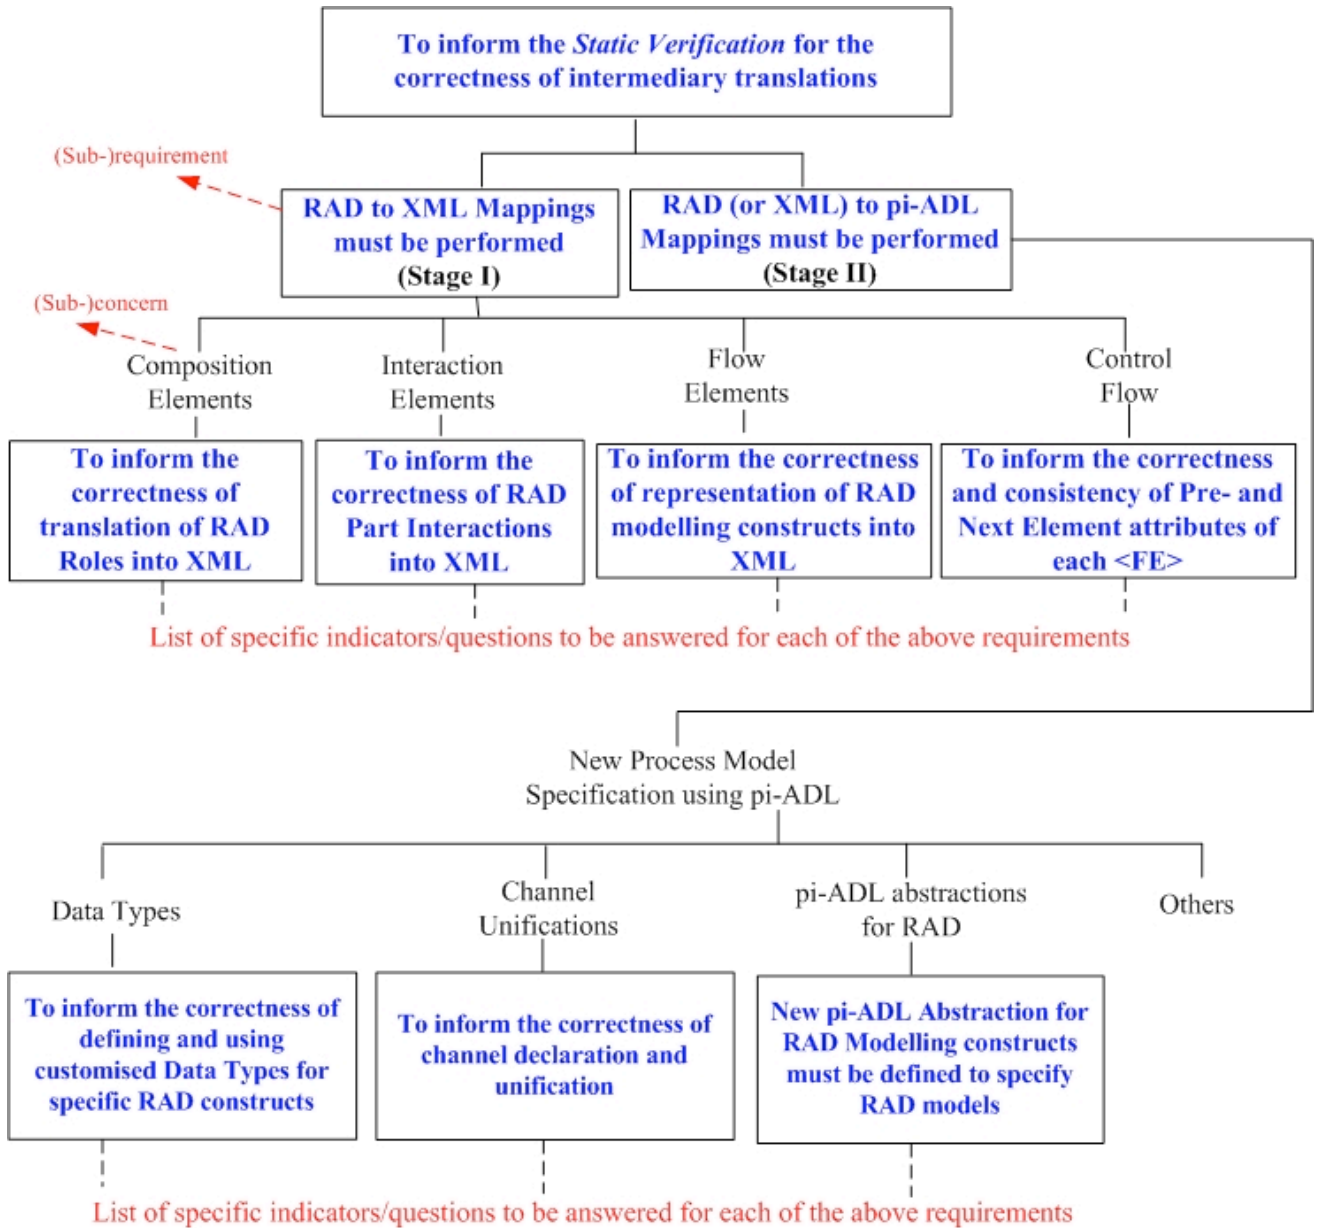 To inform the Static Verification for the
correctness of intermediary translations
(Sub-)requirement
RAD to XML Mappings
must be performed
(Stage I)
RAD (or XML) to pi-ADL
Mappings must be performed
(Stage II)
(Sub-)concern
Composition
Elements
Interaction
Elements
Flow
Elements
Control
Flow
To inform the
correctness of
translation of RAD
Roles into XML
To inform the
correctness of RAD
Part Interactions
into XML
To inform the correctness
of representation of RAD
modelling constructs into
XML
To inform the correctness
and consistency of Pre- and
Next Element attributes of
each <FE>
List of specific indicators/questions to be answered for each of the above requirements
New Process Model
Specification using pi-ADL
Data Types
Channel
Unifications
pi-ADL abstractions
for RAD
Others
To inform the correctness of
defining and using
customised Data Types for
specific RAD constructs
To inform the correctness of
channel declaration and
unification
New pi-ADL Abstraction for
RAD Modelling constructs
must be defined to specify
RAD models
List of specific indicators/questions to be answered for each of the above requirements